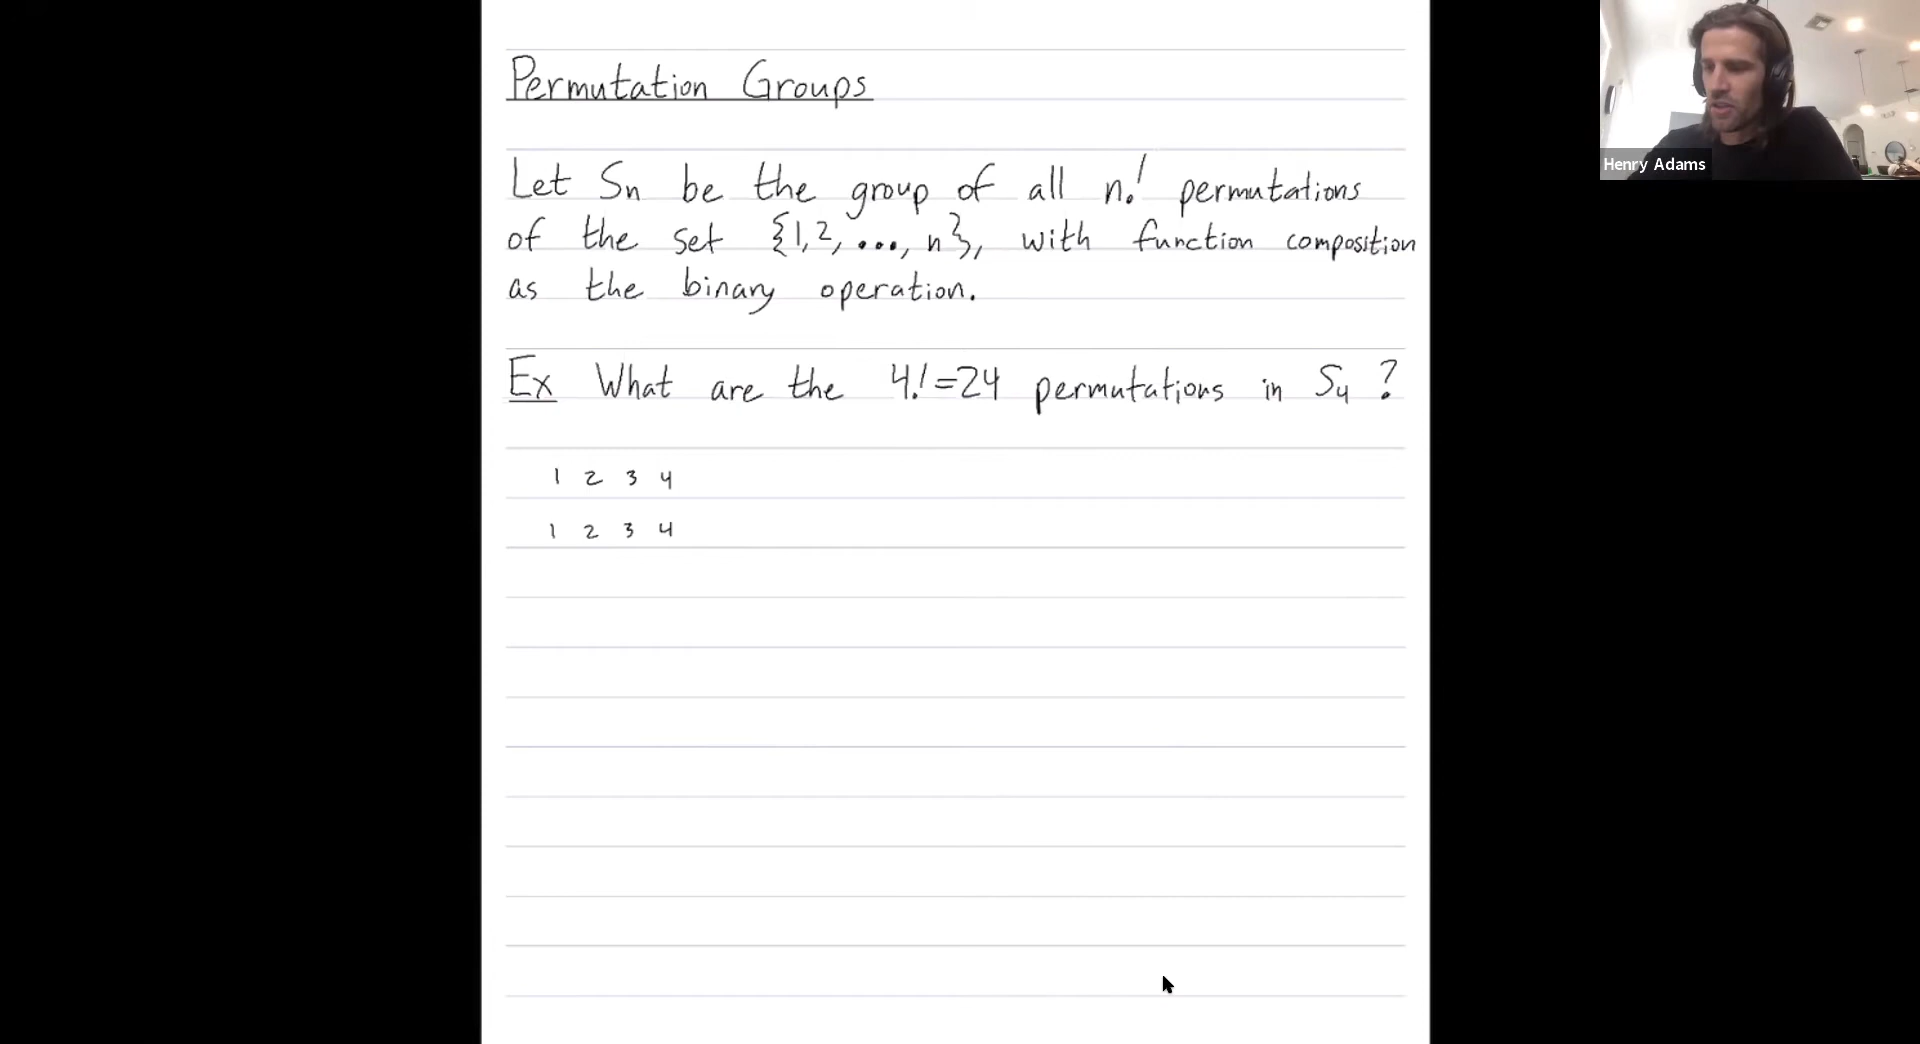 Permutation Groups
Let Sn be the group of all n! permutations
of the set {1,2, ..., n}, with function composition
as the binary operation.
Ex What are the 4!=24 permutations in S4 ?
1 2 3 4
1 2 3 4
Henry Adams